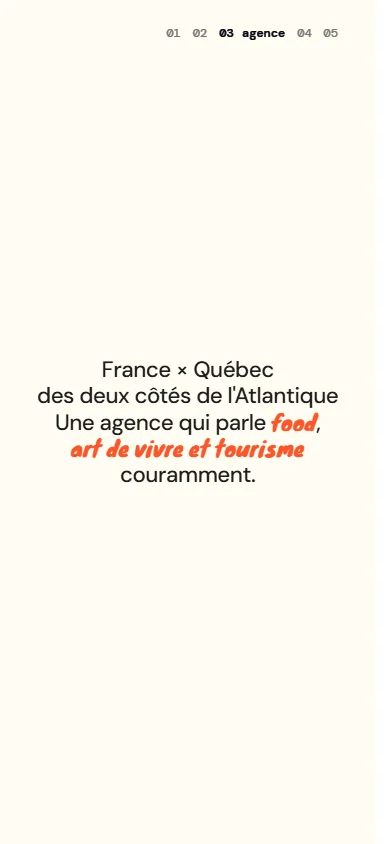 01 02 03 agence 04 05
France × Québec
des deux côtés de l'Atlantique
Une agence qui parle food,
art de vivre et tourisme
couramment.